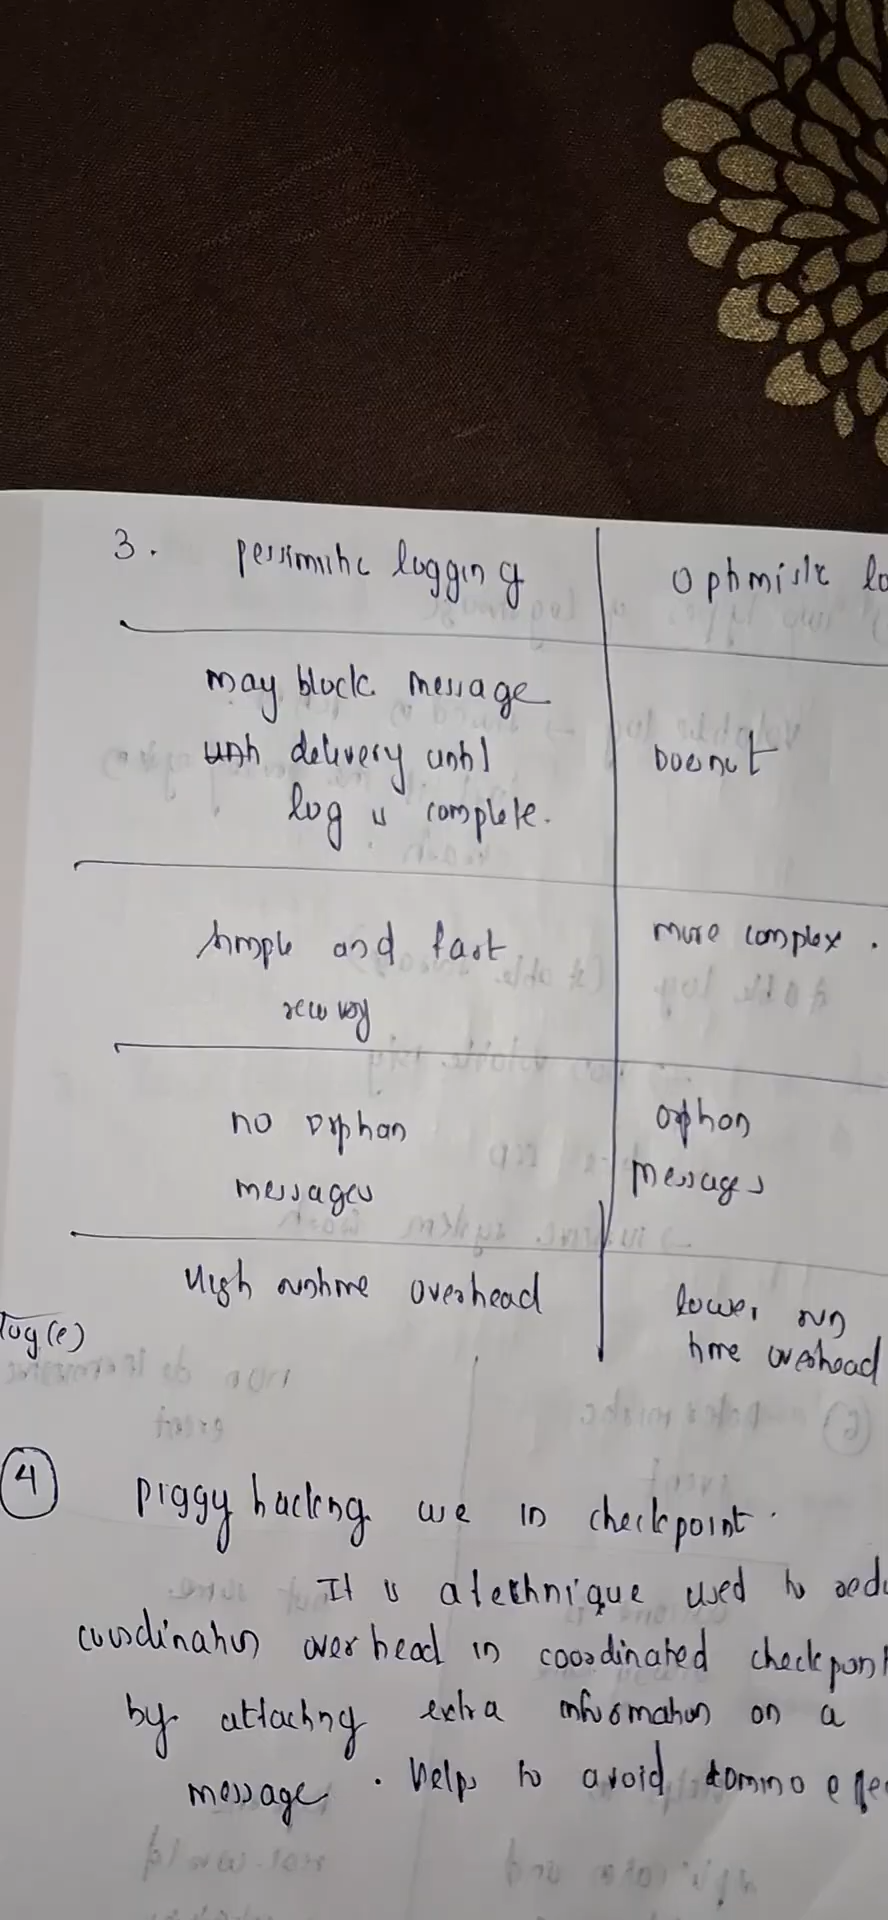 3. pessimistic logging | optimistic lo
may block message
delivery until
log is complete.
Doesnot
simple and fast
recovery
more complex.
no orphan
messages
orphan
messages
High runtime overhead
lower run
time overhead
log(e)
4 piggy backing use in checkpoint.
It is a technique used to redu
coordination overhead in coordinated checkpoint
by attaching extra information on a
message. helps to avoid domino effe